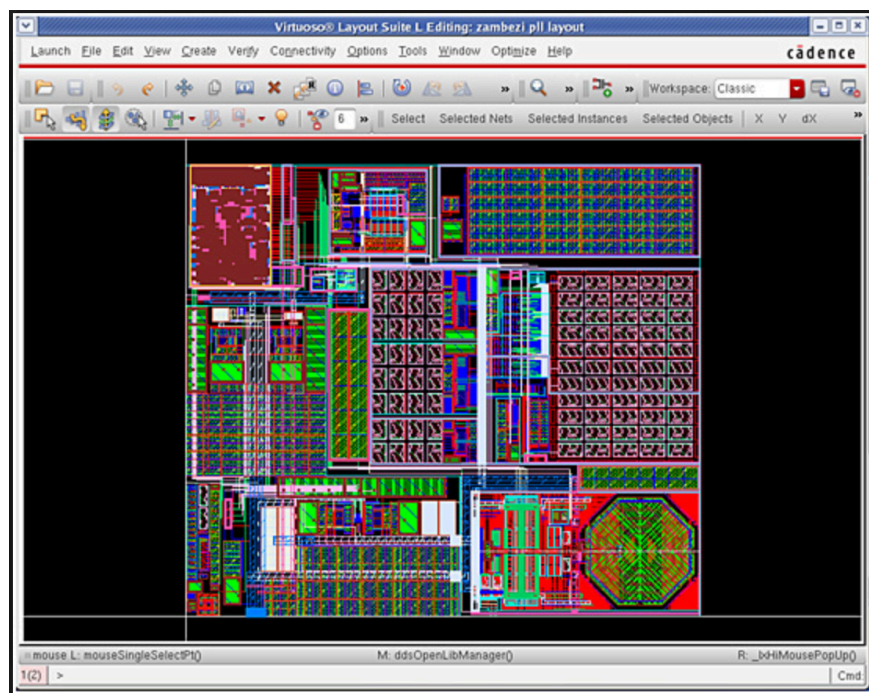 Virtuoso® Layout Suite L Editing: zambezi pll layout
Launch File Edit View Create Verify Connectivity Options Tools Window Optimize Help
cādence
» » » Workspace: Classic
6 » Select Selected Nets Selected Instances Selected Objects X Y dX »
mouse L: mouseSingleSelectPt() M: ddsOpenLibManager() R: _lxHiMousePopUp()
1(2) > Cmd: